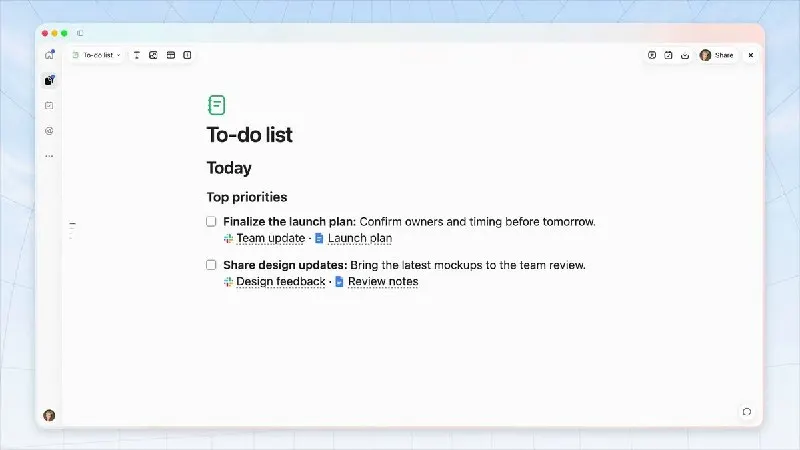 To-do list
Share
To-do list
Today
Top priorities
Finalize the launch plan: Confirm owners and timing before tomorrow.
Team update · Launch plan
Share design updates: Bring the latest mockups to the team review.
Design feedback · Review notes